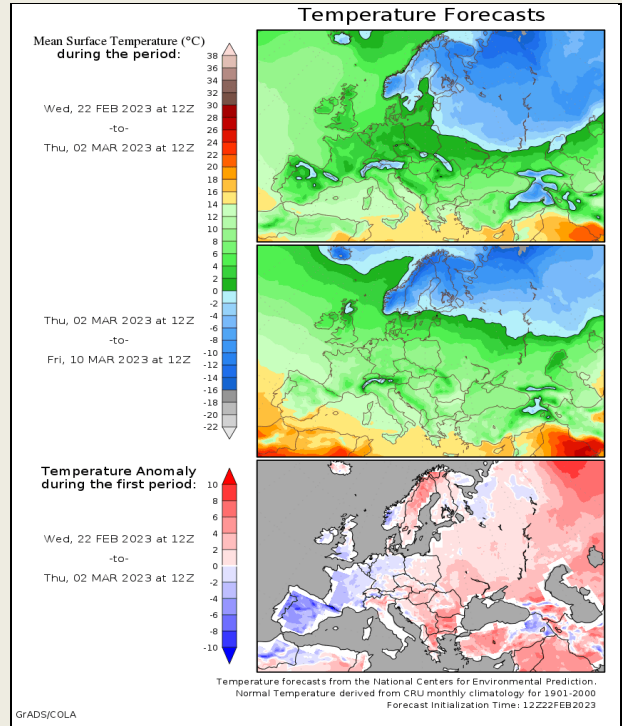 Temperature Forecasts
Mean Surface Temperature (°C)
during the period:
38
36
34
32
30
28
26
24
22
20
18
16
14
12
10
8
6
4
2
0
-2
-4
-6
-8
-10
-12
-14
-16
-18
-20
-22
Wed, 22 FEB 2023 at 12Z
-to-
Thu, 02 MAR 2023 at 12Z
Thu, 02 MAR 2023 at 12Z
-to-
Fri, 10 MAR 2023 at 12Z
Temperature Anomaly
during the first period:
10
8
6
4
2
0
-2
-4
-6
-8
-10
Wed, 22 FEB 2023 at 12Z
-to-
Thu, 02 MAR 2023 at 12Z
Temperature forecasts from the National Centers for Environmental Prediction.
Normal Temperature derived from CRU monthly climatology for 1901-2000
Forecast Initialization Time: 12Z22FEB2023
GrADS/COLA